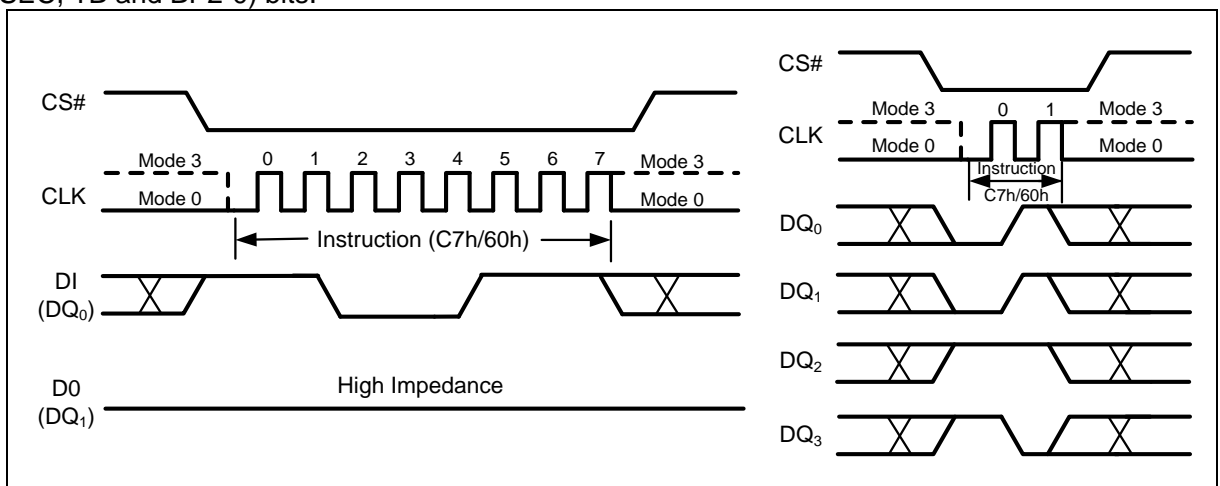 CS#
Mode 3 0 1 2 3 4 5 6 7 Mode 3
CLK
Mode 0 Mode 0
Instruction (C7h/60h)
DI
(DQ0)
D0
(DQ1)
High Impedance
CS#
Mode 3 0 1 Mode 3
CLK
Mode 0 Mode 0
Instruction
C7h/60h
DQ0
DQ1
DQ2
DQ3